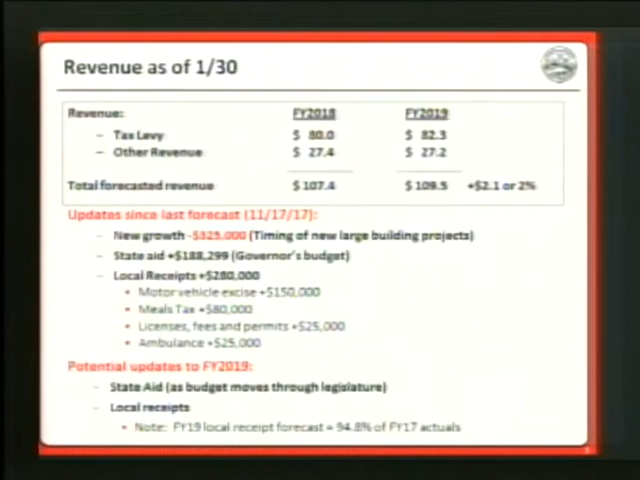 Revenue as of 1/30
Revenue: FY2018 FY2019
– Tax Levy $ 80.0 $ 82.3
– Other Revenue $ 27.4 $ 27.2
Total forecasted revenue $ 107.4 $ 109.5 +$2.1 or 2%
Updates since last forecast (11/17/17):
– New growth -$325,000 (Timing of new large building projects)
– State aid +$188,299 (Governor's budget)
– Local Receipts +$280,000
• Motor vehicle excise +$150,000
• Meals Tax +$80,000
• Licenses, fees and permits +$25,000
• Ambulance +$25,000
Potential updates to FY2019:
– State Aid (as budget moves through legislature)
– Local receipts
• Note: FY19 local receipt forecast = 94.8% of FY17 actuals